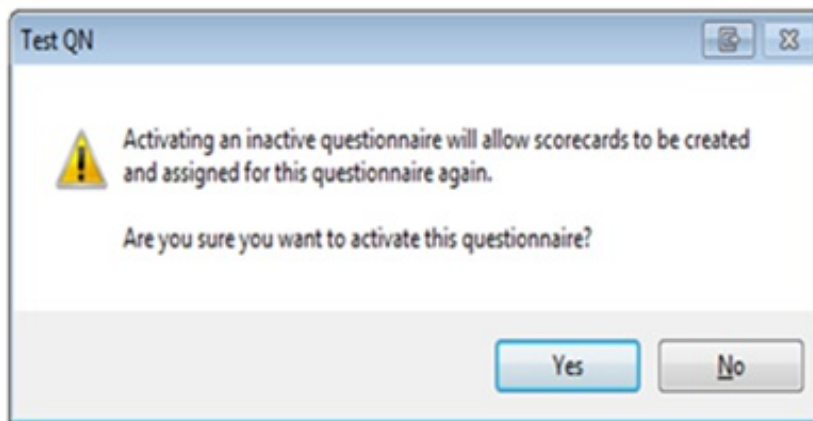 Test QN
Activating an inactive questionnaire will allow scorecards to be created
and assigned for this questionnaire again.
Are you sure you want to activate this questionnaire?
Yes
No